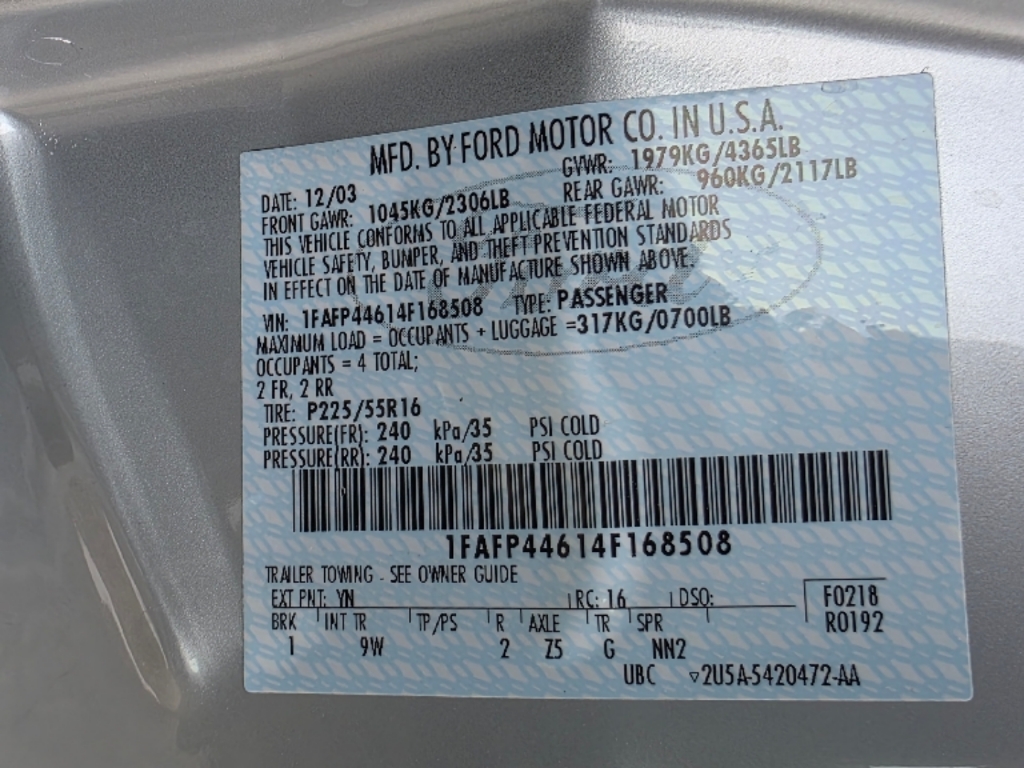 MFD. BY FORD MOTOR CO. IN U.S.A.
DATE: 12/03 GVWR: 1979KG/4365LB
FRONT GAWR: 1045KG/2306LB REAR GAWR: 960KG/2117LB
THIS VEHICLE CONFORMS TO ALL APPLICABLE FEDERAL MOTOR
VEHICLE SAFETY, BUMPER, AND THEFT PREVENTION STANDARDS
IN EFFECT ON THE DATE OF MANUFACTURE SHOWN ABOVE.
VIN: 1FAFP44614F168508 TYPE: PASSENGER
MAXIMUM LOAD = OCCUPANTS + LUGGAGE =317KG/0700LB
OCCUPANTS = 4 TOTAL;
2 FR, 2 RR
TIRE: P225/55R16
PRESSURE(FR): 240 kPa/35 PSI COLD
PRESSURE(RR): 240 kPa/35 PSI COLD
1FAFP44614F168508
TRAILER TOWING - SEE OWNER GUIDE
EXT PNT: YN RC: 16 DSO: F0218
BRK INT TR TP/PS R AXLE TR SPR R0192
1 9W 2 Z5 G NN2
UBC ▽2U5A-5420472-AA